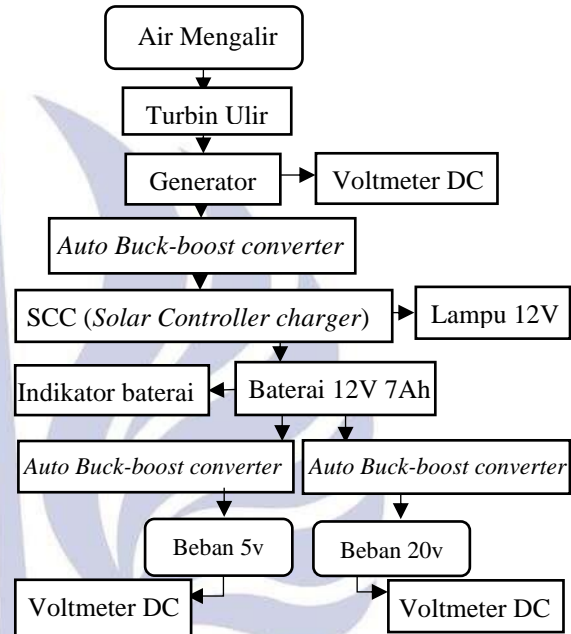 Air Mengalir
Turbin Ulir
Generator
Voltmeter DC
Auto Buck-boost converter
SCC (Solar Controller charger)
Lampu 12V
Indikator baterai
Baterai 12V 7Ah
Auto Buck-boost converter
Auto Buck-boost converter
Beban 5v
Beban 20v
Voltmeter DC
Voltmeter DC